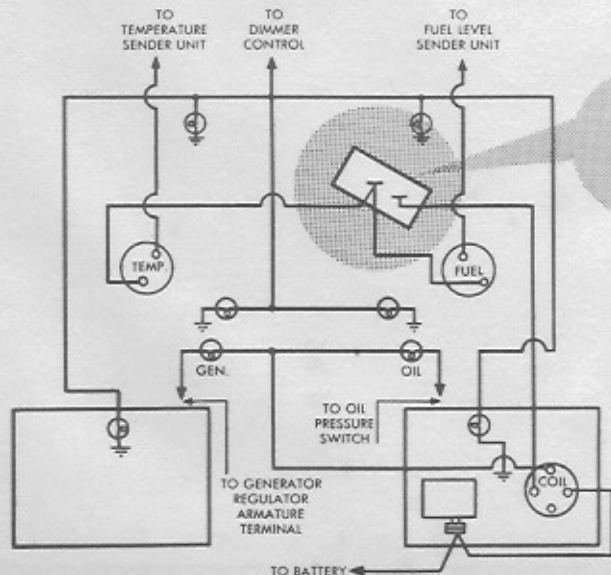 TO
TEMPERATURE
SENDER UNIT
TO
DIMMER
CONTROL
TO
FUEL LEVEL
SENDER UNIT
TEMP.
FUEL
GEN.
OIL
TO OIL
PRESSURE
SWITCH
TO GENERATOR
REGULATOR
ARMATURE
TERMINAL
COIL
TO BATTERY